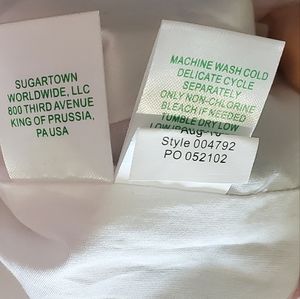 SUGARTOWN
WORLDWIDE, LLC
800 THIRD AVENUE
KING OF PRUSSIA,
PA USA
MACHINE WASH COLD
DELICATE CYCLE
SEPARATELY
ONLY NON-CHLORINE
BLEACH IF NEEDED
TUMBLE DRY LOW
Style 004792
PO 052102